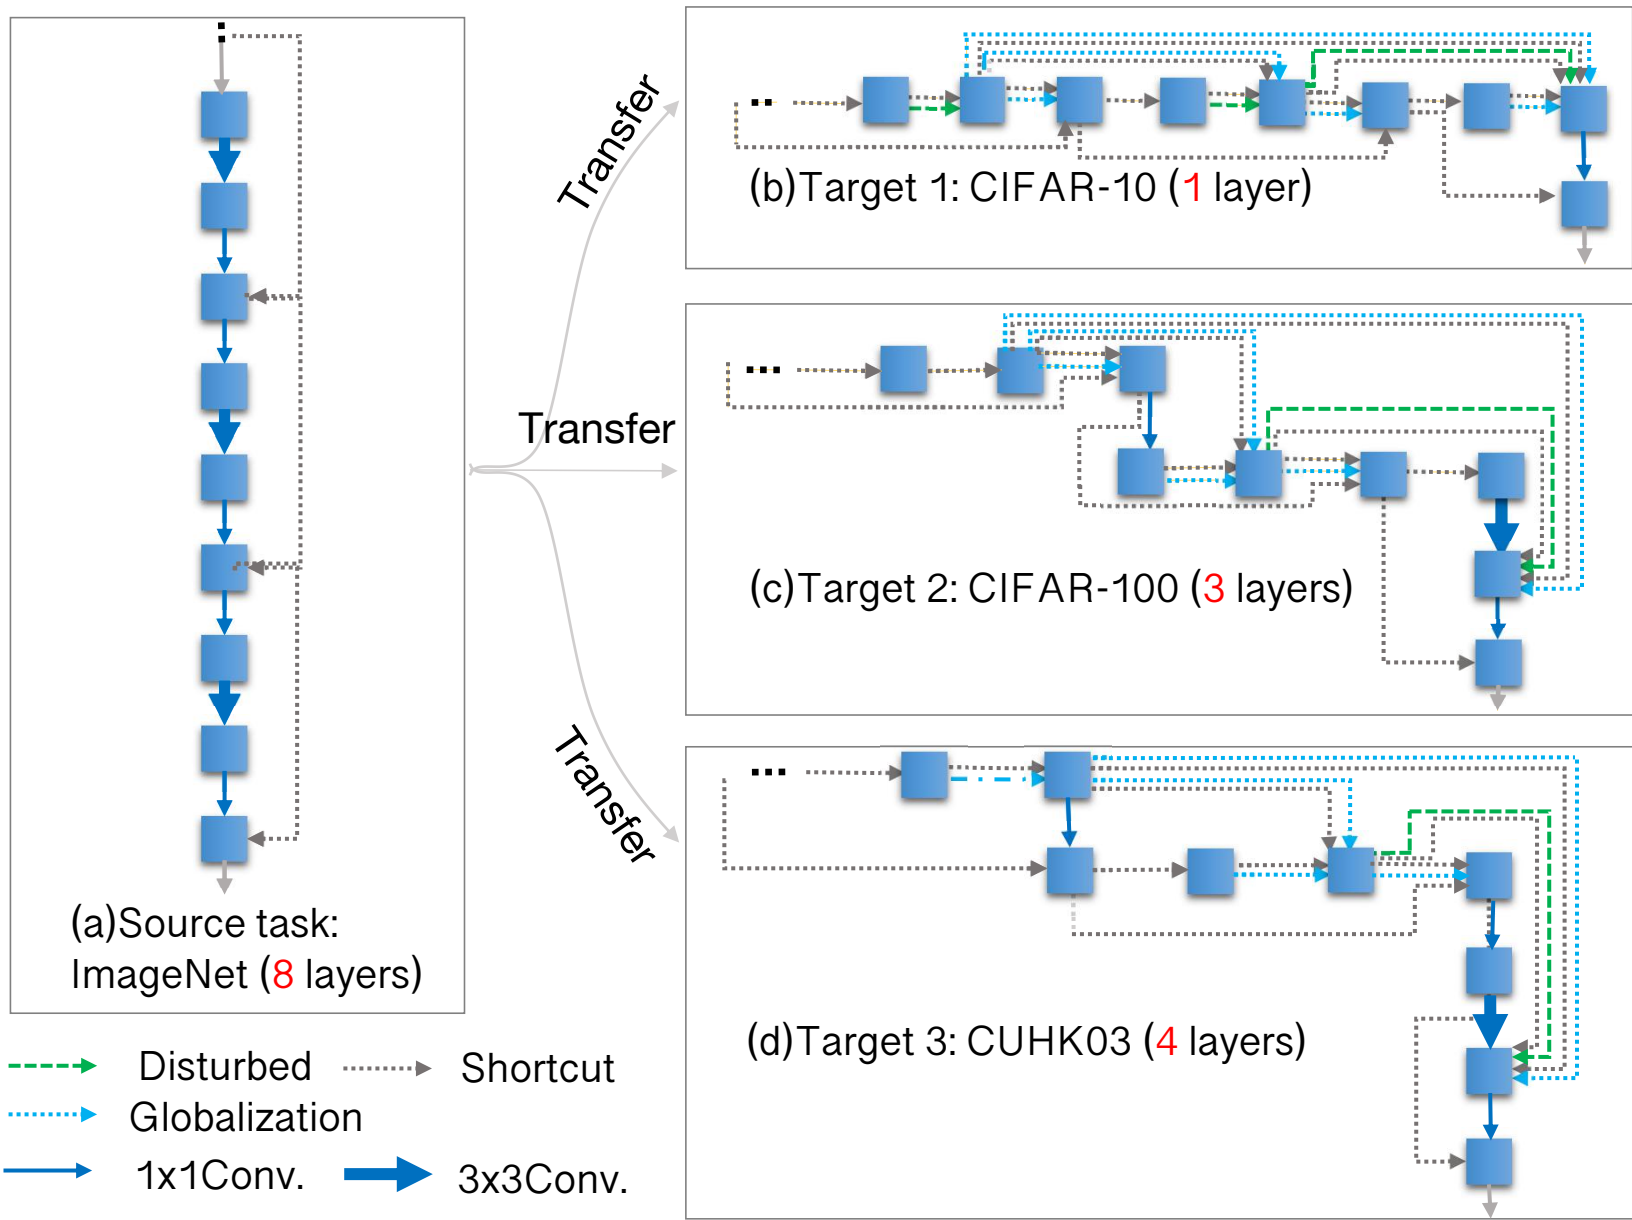 Transfer
Transfer
Transfer
(a)Source task:
ImageNet (8 layers)
(b)Target 1: CIFAR-10 (1 layer)
(c)Target 2: CIFAR-100 (3 layers)
(d)Target 3: CUHK03 (4 layers)
Disturbed
Shortcut
Globalization
1x1Conv.
3x3Conv.